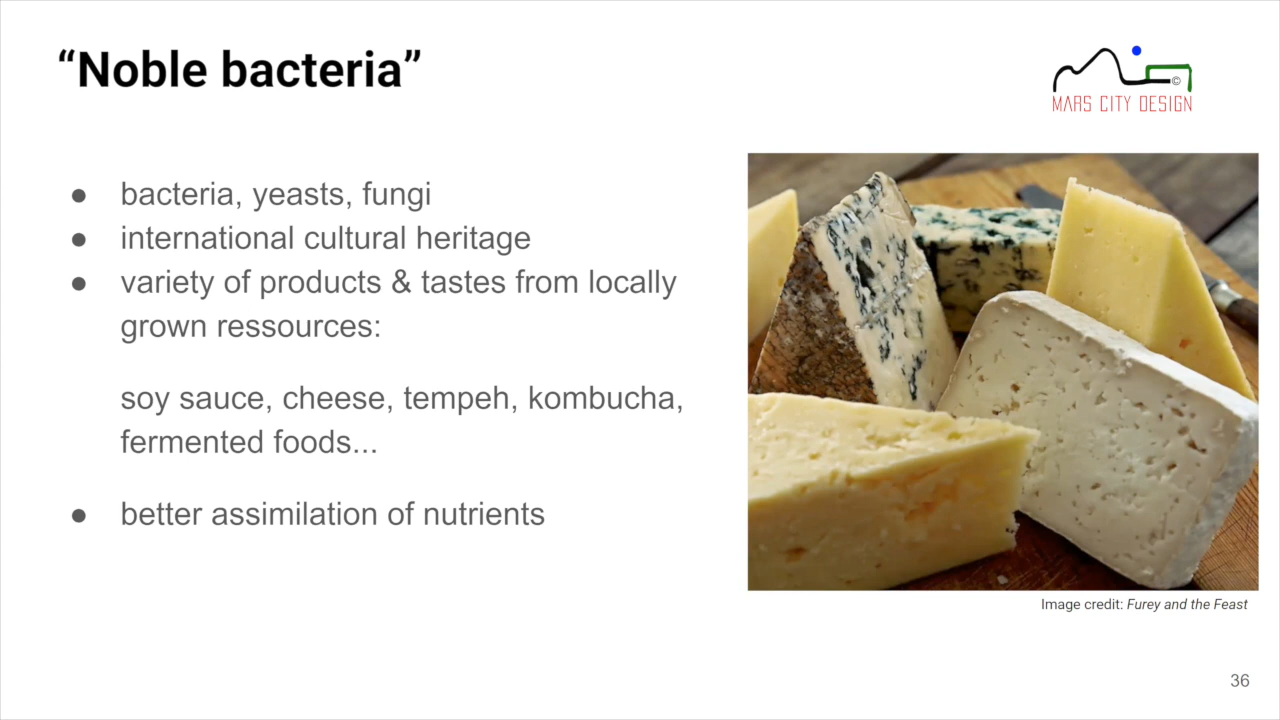 “Noble bacteria”
©
MARS CITY DESIGN
● bacteria, yeasts, fungi
● international cultural heritage
● variety of products & tastes from locally
grown ressources:
soy sauce, cheese, tempeh, kombucha,
fermented foods...
● better assimilation of nutrients
Image credit: Furey and the Feast
36